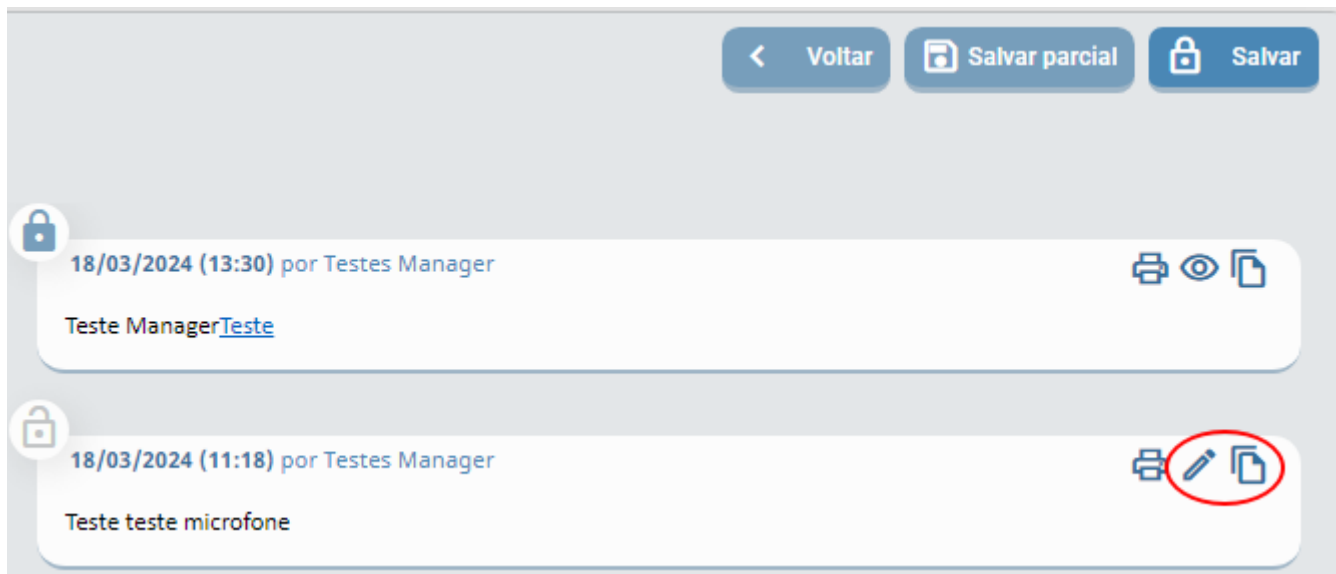 Voltar
Salvar parcial
Salvar
18/03/2024 (13:30) por Testes Manager
Teste ManagerTeste
18/03/2024 (11:18) por Testes Manager
Teste teste microfone